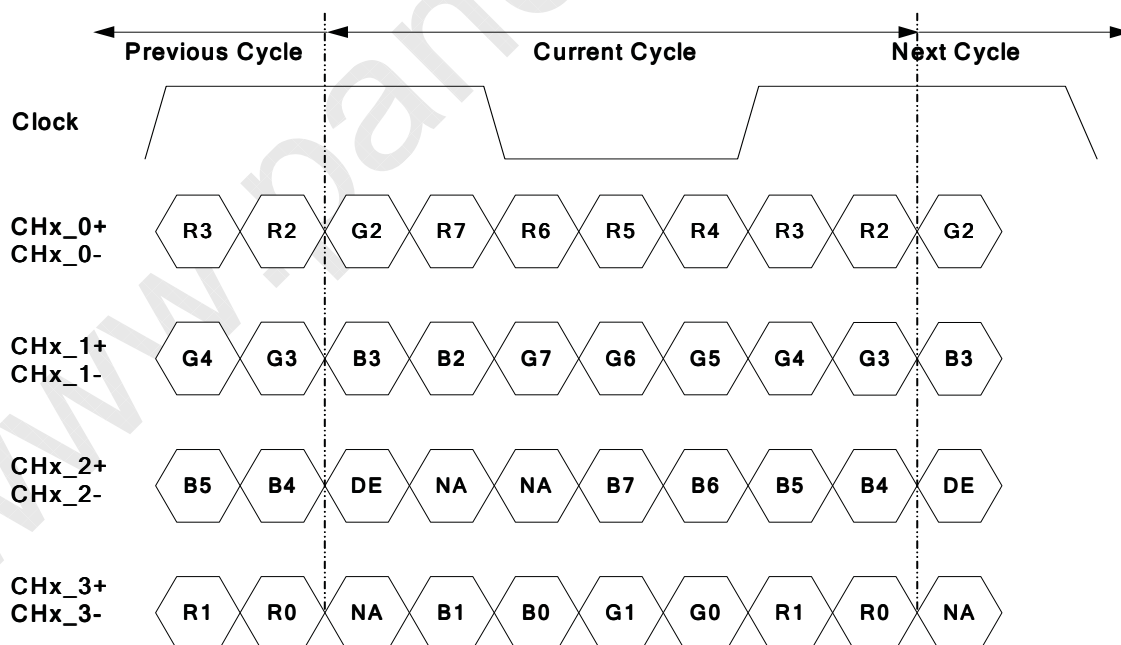 Previous Cycle Current Cycle Next Cycle
Clock
CHx_0+ R3 R2 G2 R7 R6 R5 R4 R3 R2 G2
CHx_0-
CHx_1+ G4 G3 B3 B2 G7 G6 G5 G4 G3 B3
CHx_1-
CHx_2+ B5 B4 DE NA NA B7 B6 B5 B4 DE
CHx_2-
CHx_3+ R1 R0 NA B1 B0 G1 G0 R1 R0 NA
CHx_3-